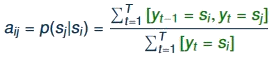 a_{ij} = p(s_j|s_i) = \frac{\sum_{t=1}^{T} [y_{t-1} = s_i, y_t = s_j]}{\sum_{t=1}^{T} [y_t = s_i]}